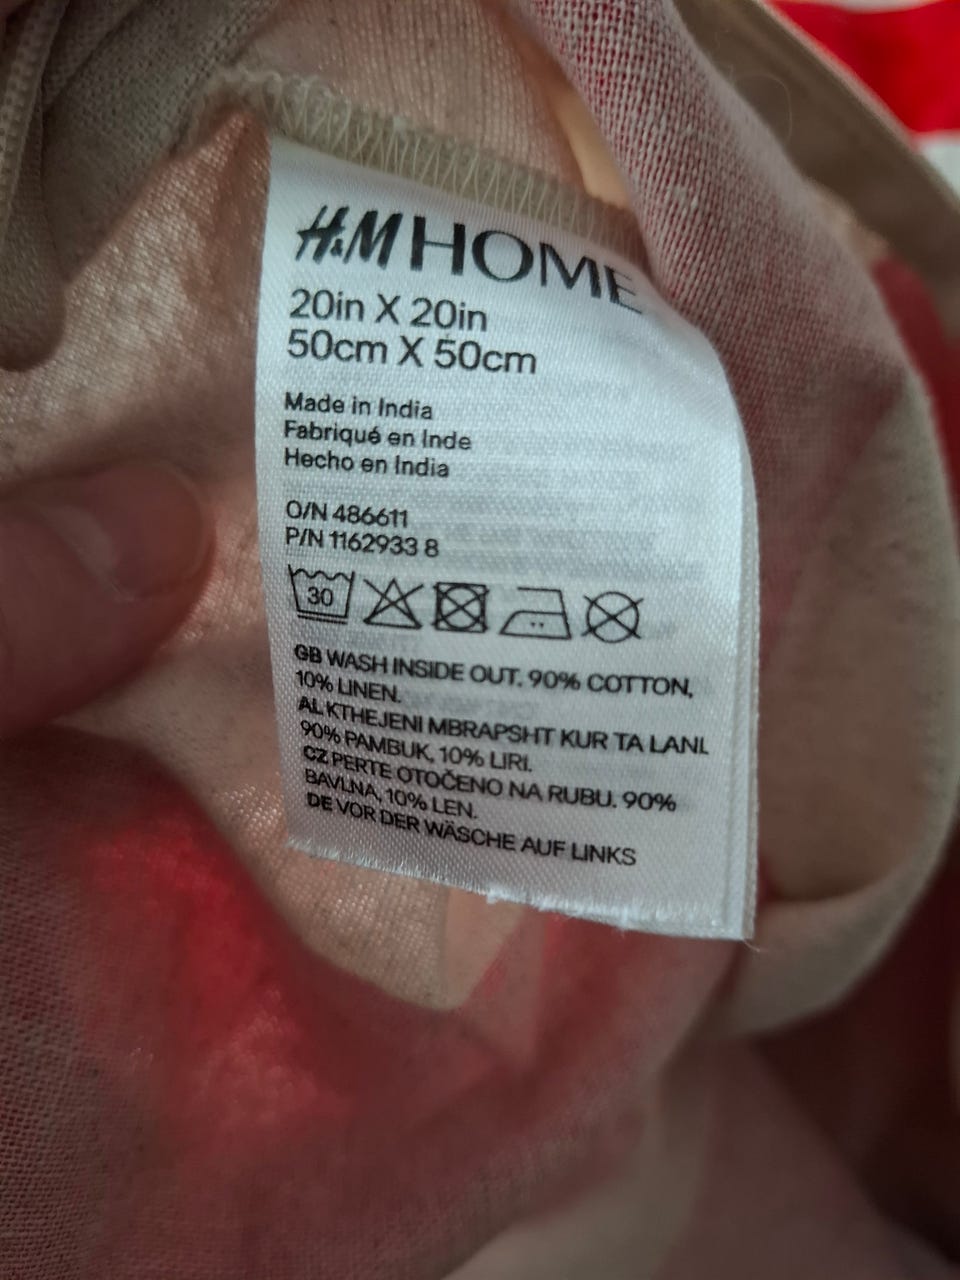 H&M HOME
20in X 20in
50cm X 50cm
Made in India
Fabriqué en Inde
Hecho en India
O/N 486611
P/N 1162933 8
30
GB WASH INSIDE OUT. 90% COTTON,
10% LINEN.
AL KTHEJENI MBRAPSHT KUR TA LANI.
90% PAMBUK, 10% LIRI.
CZ PERTE OTOČENO NA RUBU. 90%
BAVLNA, 10% LEN.
DE VOR DER WÄSCHE AUF LINKS